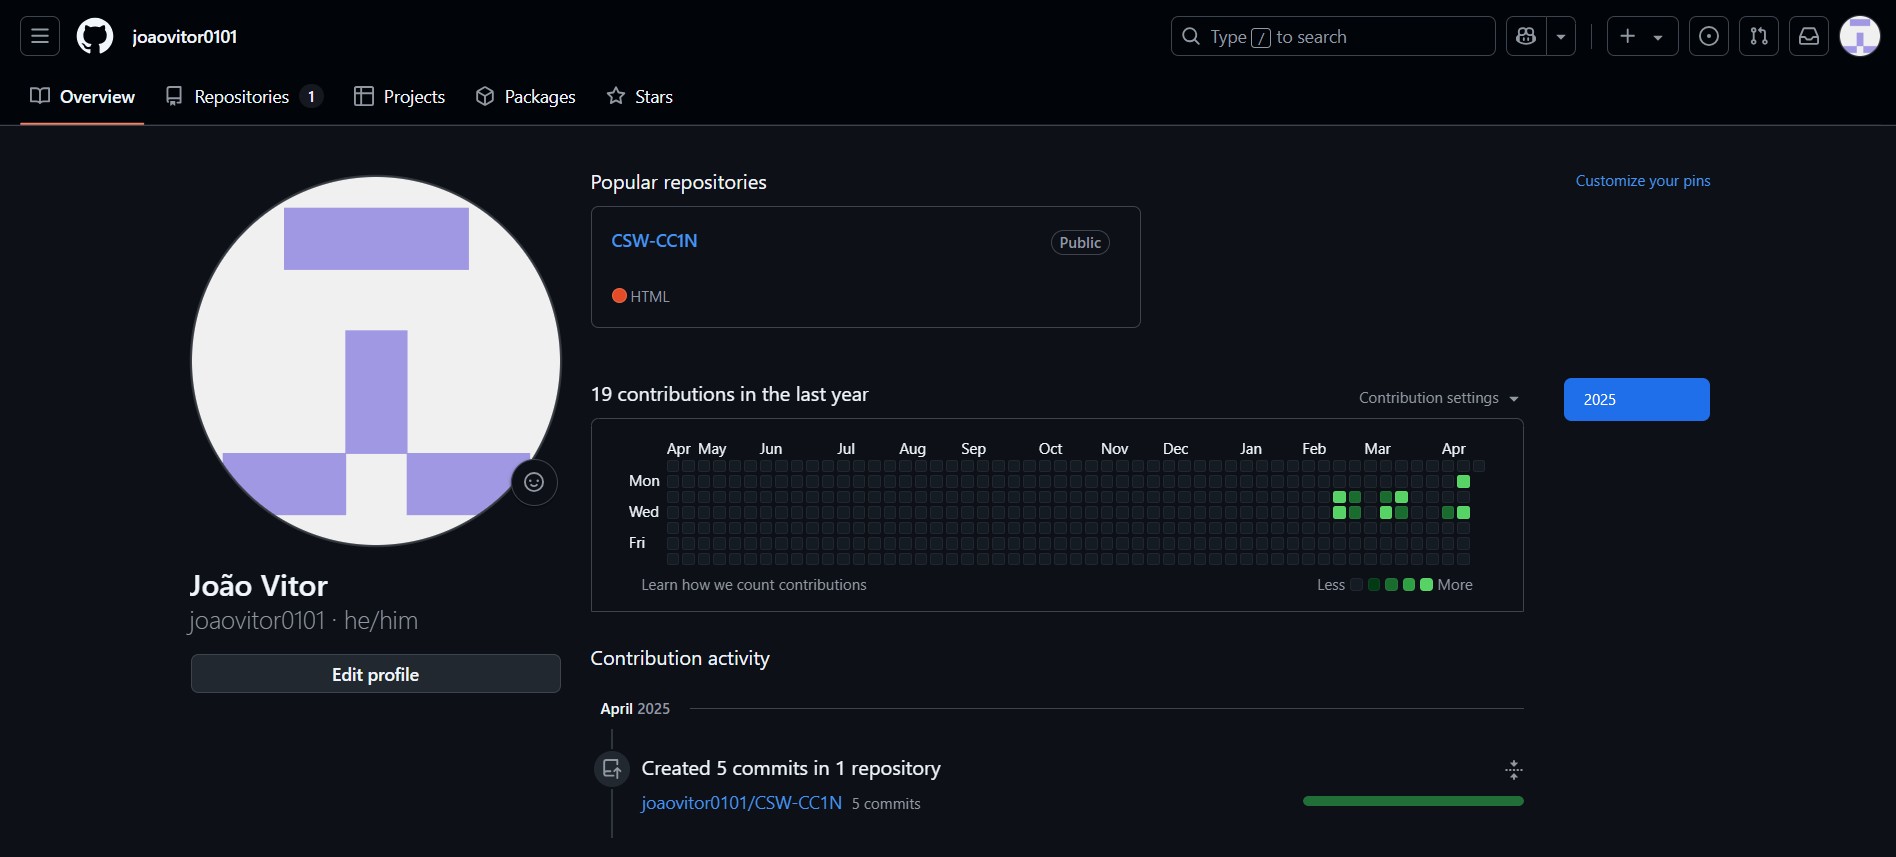 joaovitor0101
Type / to search
Overview
Repositories 1
Projects
Packages
Stars
João Vitor
joaovitor0101 · he/him
Edit profile
Popular repositories
Customize your pins
CSW-CC1N
Public
HTML
19 contributions in the last year
Contribution settings
2025
Apr May Jun Jul Aug Sep Oct Nov Dec Jan Feb Mar Apr
Mon
Wed
Fri
Learn how we count contributions
Less More
Contribution activity
April 2025
Created 5 commits in 1 repository
joaovitor0101/CSW-CC1N 5 commits